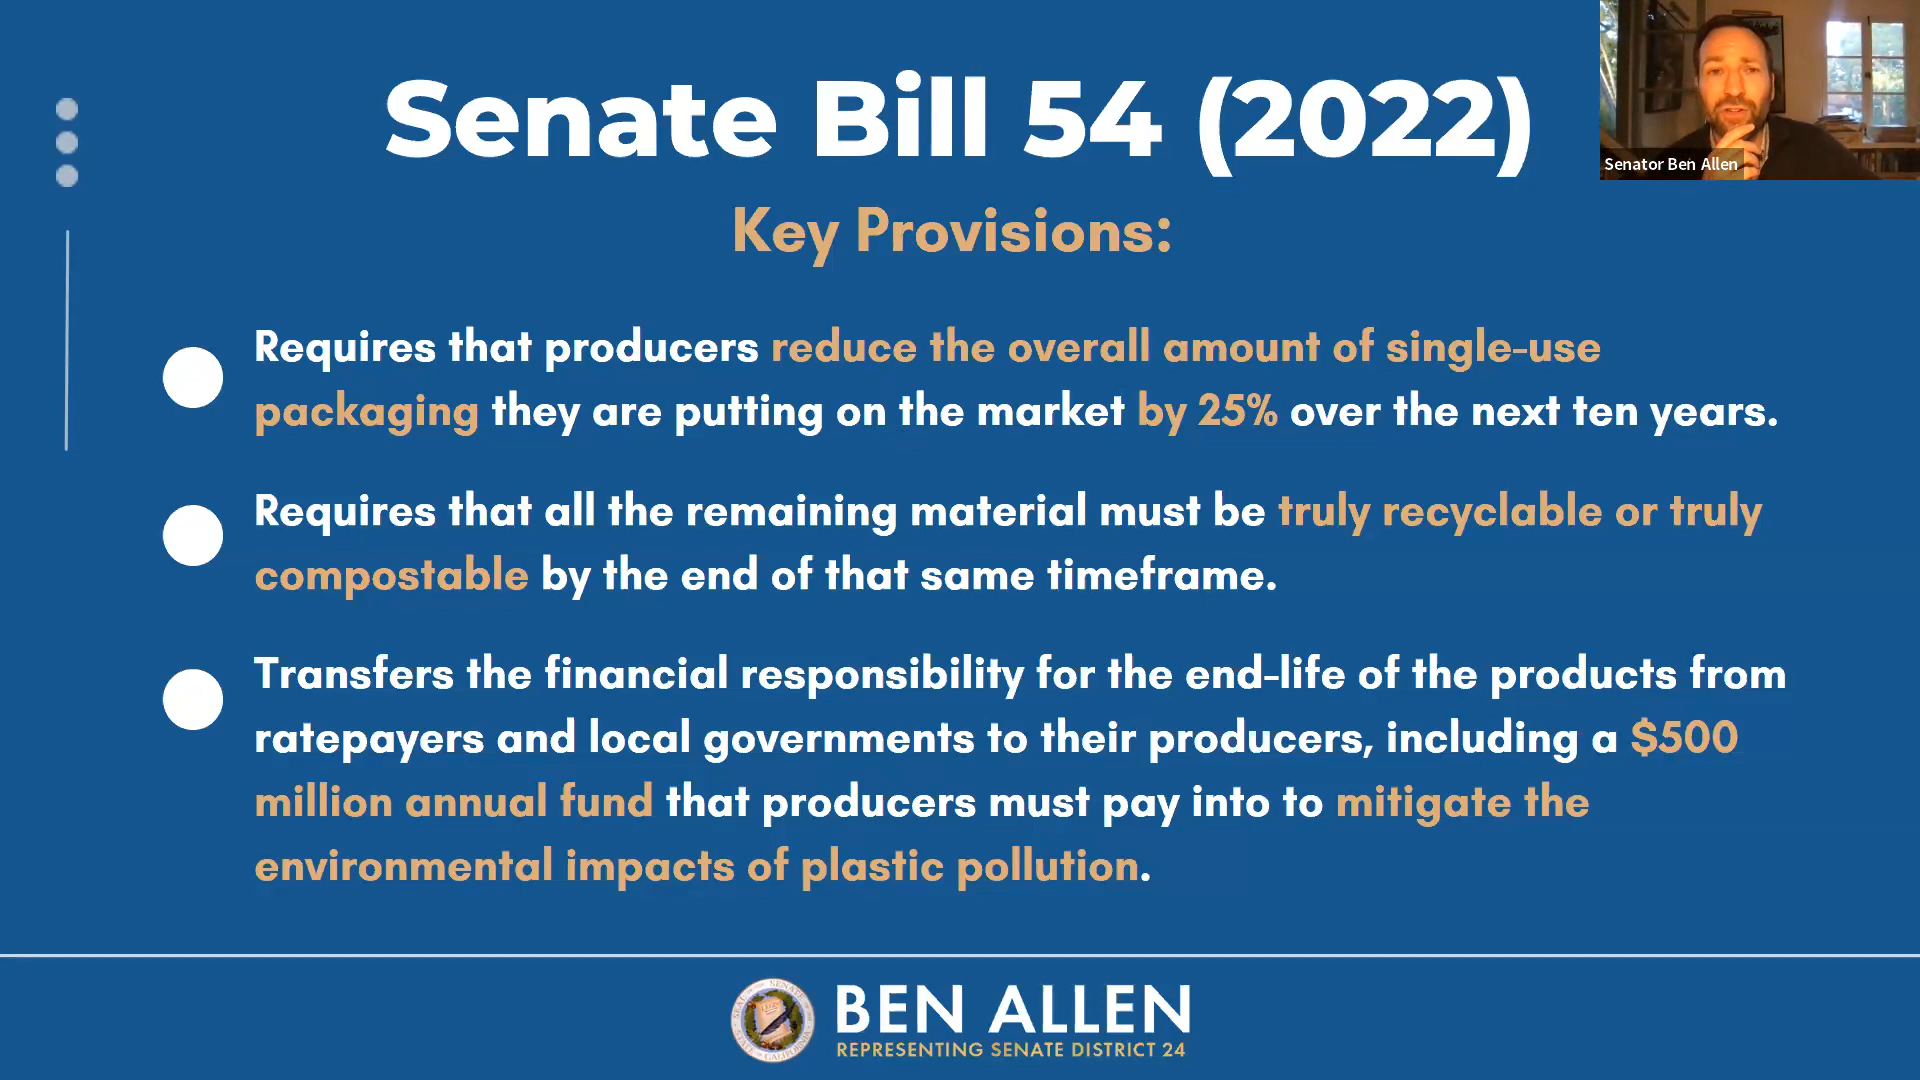 Senate Bill 54 (2022)
Senator Ben Allen
Key Provisions:
Requires that producers reduce the overall amount of single-use
packaging they are putting on the market by 25% over the next ten years.
Requires that all the remaining material must be truly recyclable or truly
compostable by the end of that same timeframe.
Transfers the financial responsibility for the end-life of the products from
ratepayers and local governments to their producers, including a $500
million annual fund that producers must pay into to mitigate the
environmental impacts of plastic pollution.
BEN ALLEN
REPRESENTING SENATE DISTRICT 24